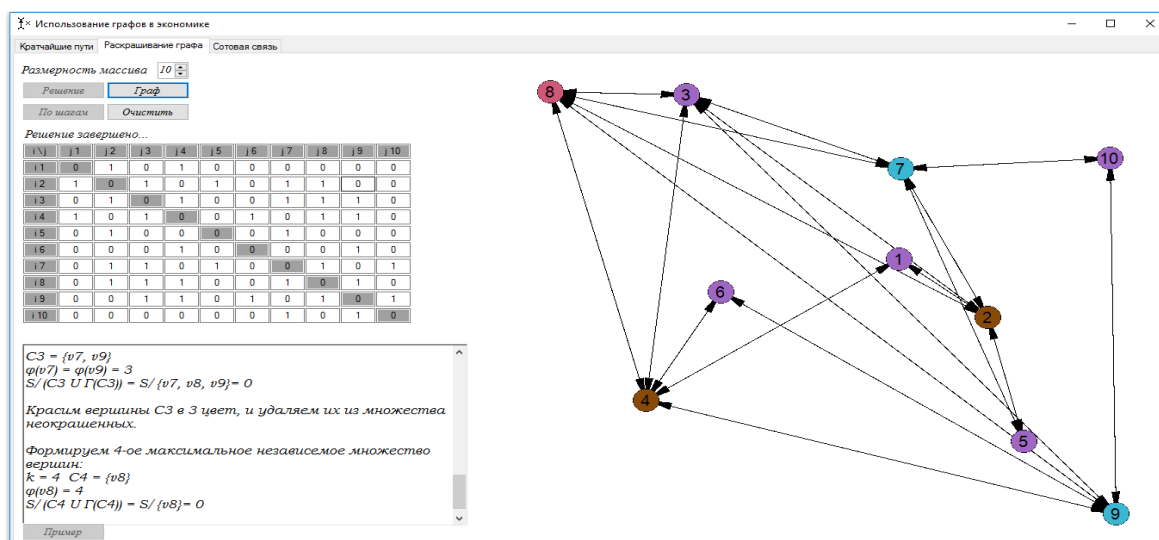 Использование графов в экономике
Кратчайшие пути Раскрашивание графа Сотовая связь
Размерность массива 10
Решение Граф
По шагам Очистить
Решение завершено...
i \ j j 1 j 2 j 3 j 4 j 5 j 6 j 7 j 8 j 9 j 10
i 1 0 1 0 1 0 0 0 0 0 0
i 2 1 0 1 0 1 0 1 1 0 0
i 3 0 1 0 1 0 0 1 1 1 0
i 4 1 0 1 0 0 1 0 1 1 0
i 5 0 1 0 0 0 0 1 0 0 0
i 6 0 0 0 1 0 0 0 0 1 0
i 7 0 1 1 0 1 0 0 1 0 1
i 8 0 1 1 1 0 0 1 0 1 0
i 9 0 0 1 1 0 1 0 1 0 1
i 10 0 0 0 0 0 0 1 0 1 0
C3 = {v7, v9}
φ(v7) = φ(v9) = 3
S/(C3 U Г(C3)) = S/{v7, v8, v9}= 0
Красим вершины C3 в 3 цвет, и удаляем их из множества
неокрашенных.
Формируем 4-ое максимальное независимое множество
вершин:
k = 4 C4 = {v8}
φ(v8) = 4
S/(C4 U Г(C4)) = S/{v8}= 0
Пример
8
3
7
10
1
6
2
4
5
9